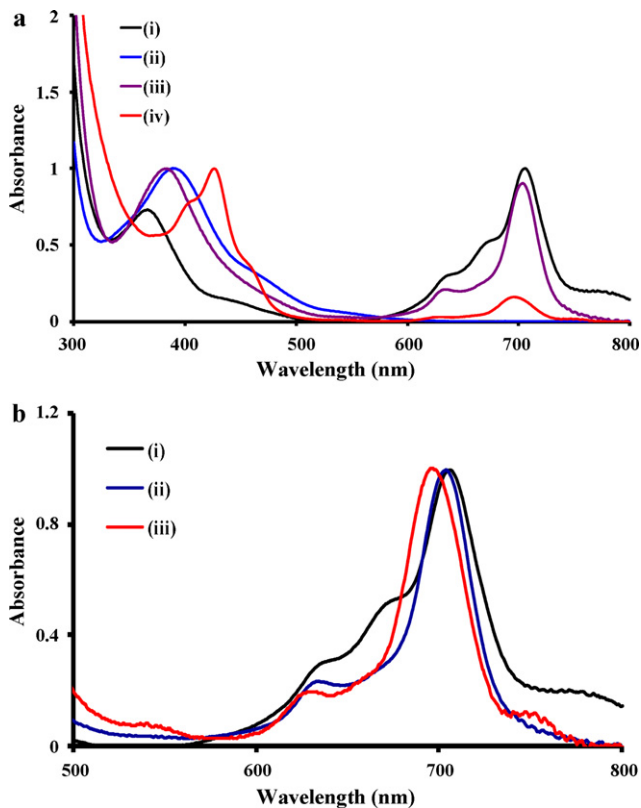 a
2
(i)
(ii)
(iii)
(iv)
1.5
1
0.5
0
Absorbance
300 400 500 600 700 800
Wavelength (nm)
b
1.2
(i)
(ii)
(iii)
0.8
0.4
0
Absorbance
500 600 700 800
Wavelength (nm)